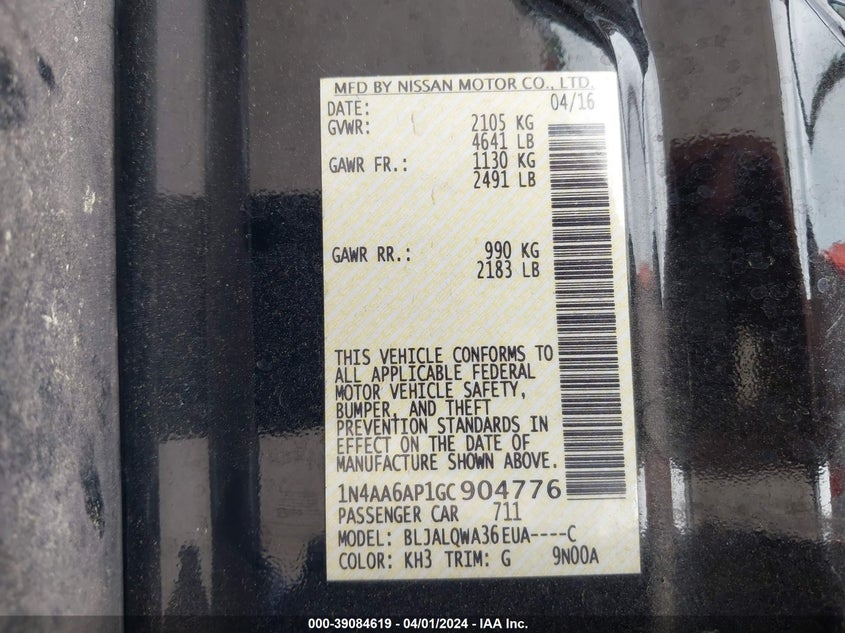 MFD BY NISSAN MOTOR CO., LTD.
DATE: 04/16
GVWR: 2105 KG
4641 LB
GAWR FR.: 1130 KG
2491 LB
GAWR RR.: 990 KG
2183 LB
THIS VEHICLE CONFORMS TO
ALL APPLICABLE FEDERAL
MOTOR VEHICLE SAFETY,
BUMPER, AND THEFT
PREVENTION STANDARDS IN
EFFECT ON THE DATE OF
MANUFACTURE SHOWN ABOVE.
1N4AA6AP1GC904776
PASSENGER CAR 711
MODEL: BLJALQWA36EUA----C
COLOR: KH3 TRIM: G 9N00A
000-39084619 - 04/01/2024 - IAA Inc.